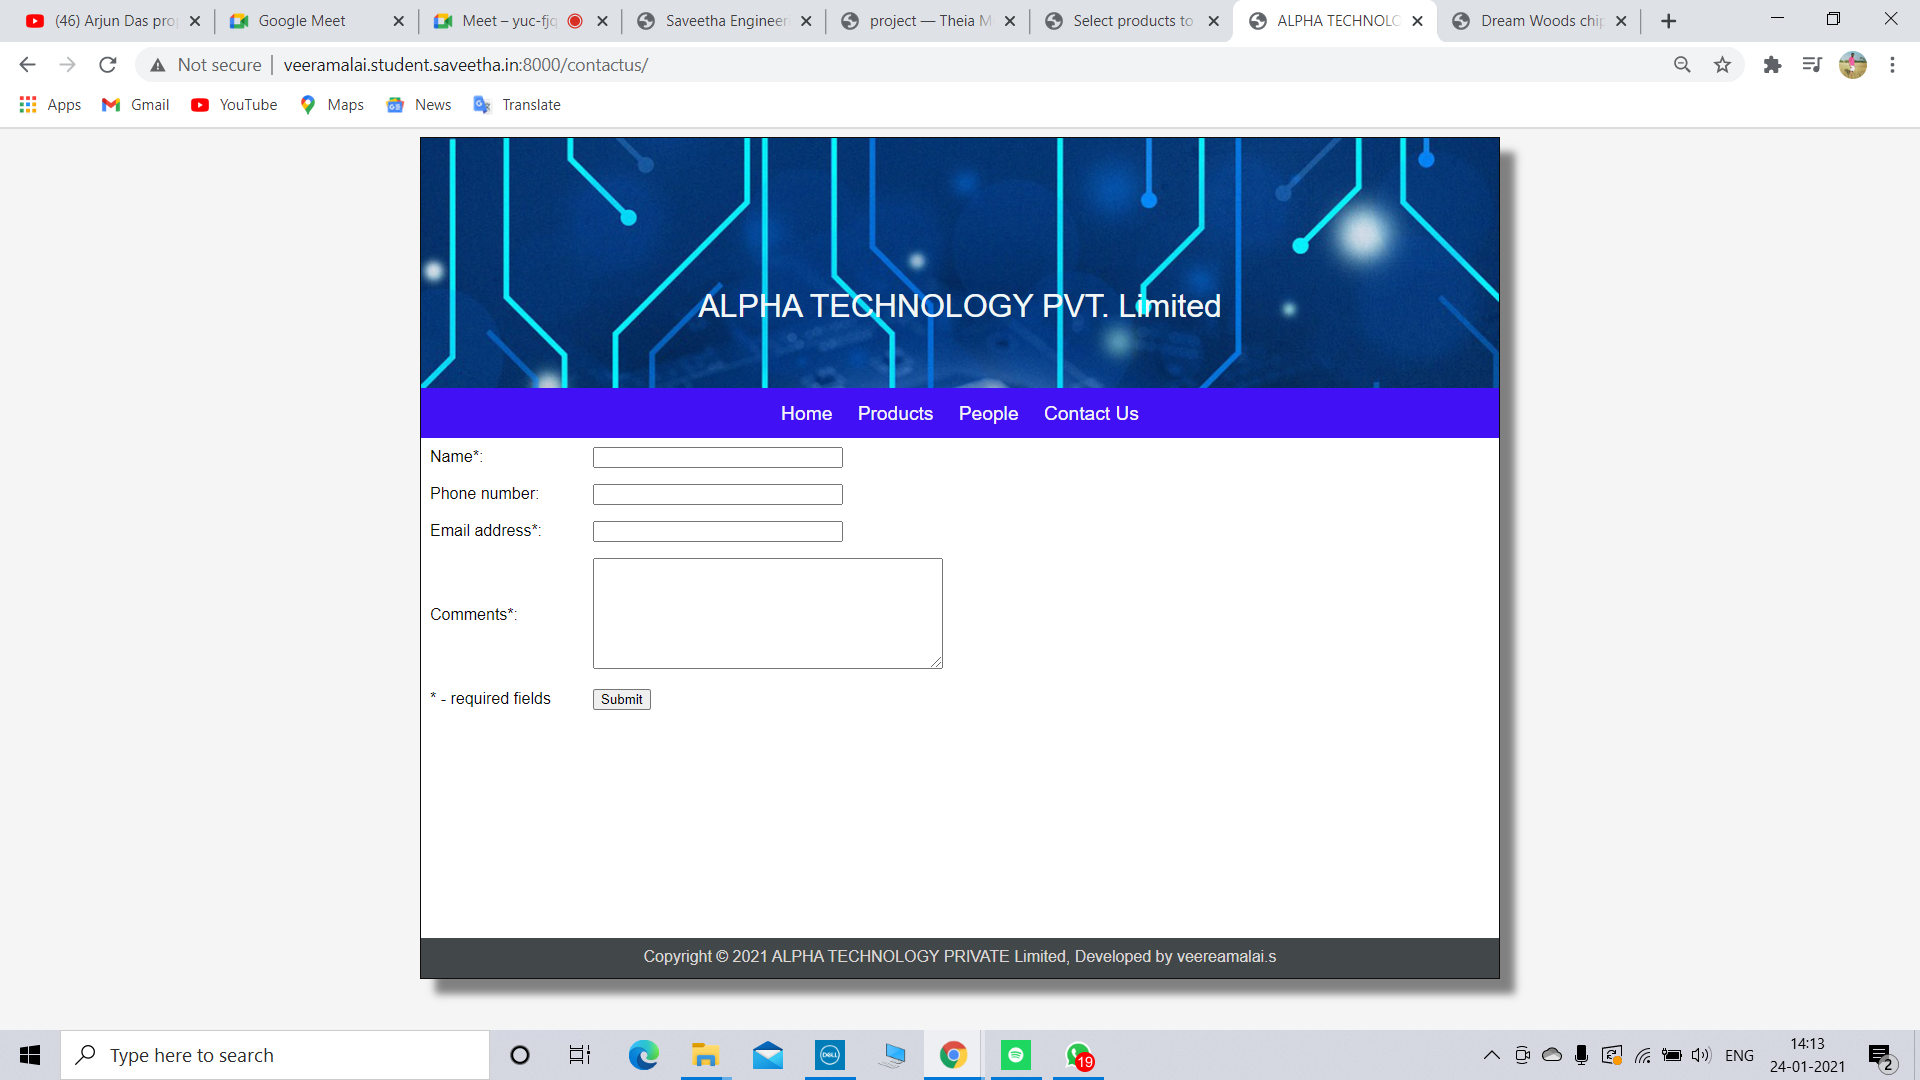 (46) Arjun Das pro
Google Meet
Meet – yuc-fjq
Saveetha Engineer
project — Theia M
Select products to
ALPHA TECHNOLO
Dream Woods chip
Not secure
veeramalai.student.saveetha.in:8000/contactus/
Apps
Gmail
YouTube
Maps
News
Translate
ALPHA TECHNOLOGY PVT. Limited
Home Products People Contact Us
Name*:
Phone number:
Email address*:
Comments*:
* - required fields
Submit
Copyright © 2021 ALPHA TECHNOLOGY PRIVATE Limited, Developed by veereamalai.s
Type here to search
DELL
19
ENG
14:13
24-01-2021
2